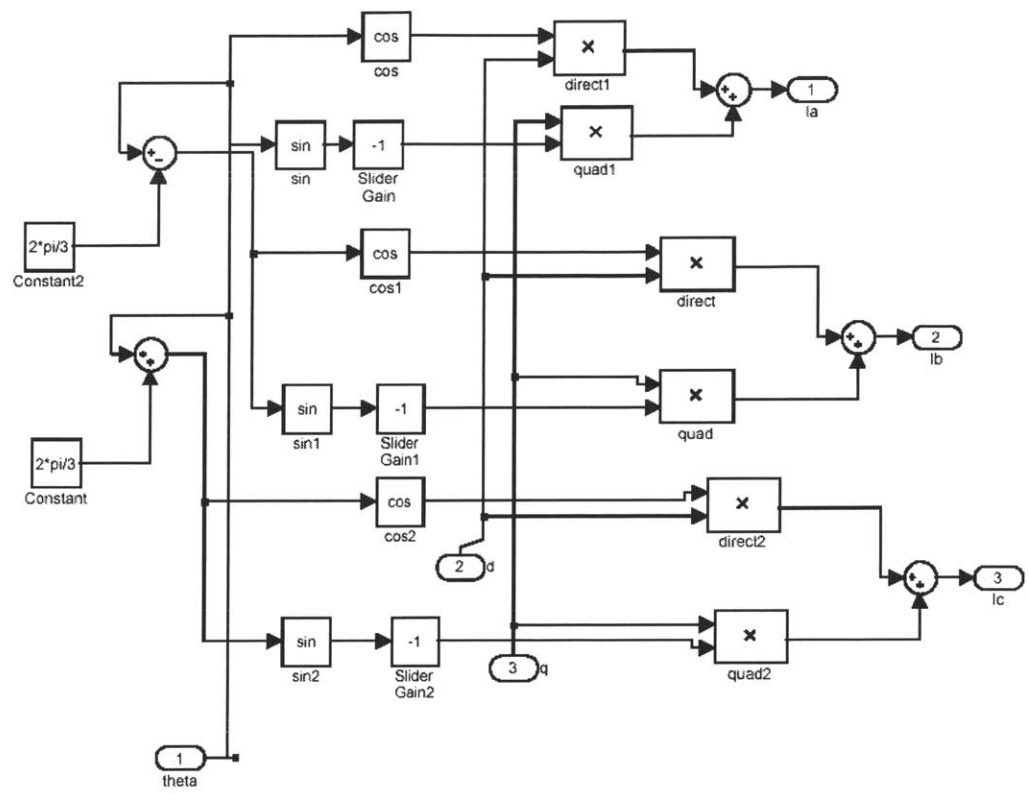 cos
cos
×
direct1
1
Ia
+
+
×
quad1
sin
sin
-1
Slider
Gain
+
−
2*pi/3
Constant2
cos
cos1
×
direct
+
+
2
Ib
+
+
2*pi/3
Constant
sin
sin1
-1
Slider
Gain1
×
quad
cos
cos2
×
direct2
2
d
+
+
3
Ic
sin
sin2
-1
Slider
Gain2
3
q
×
quad2
1
theta